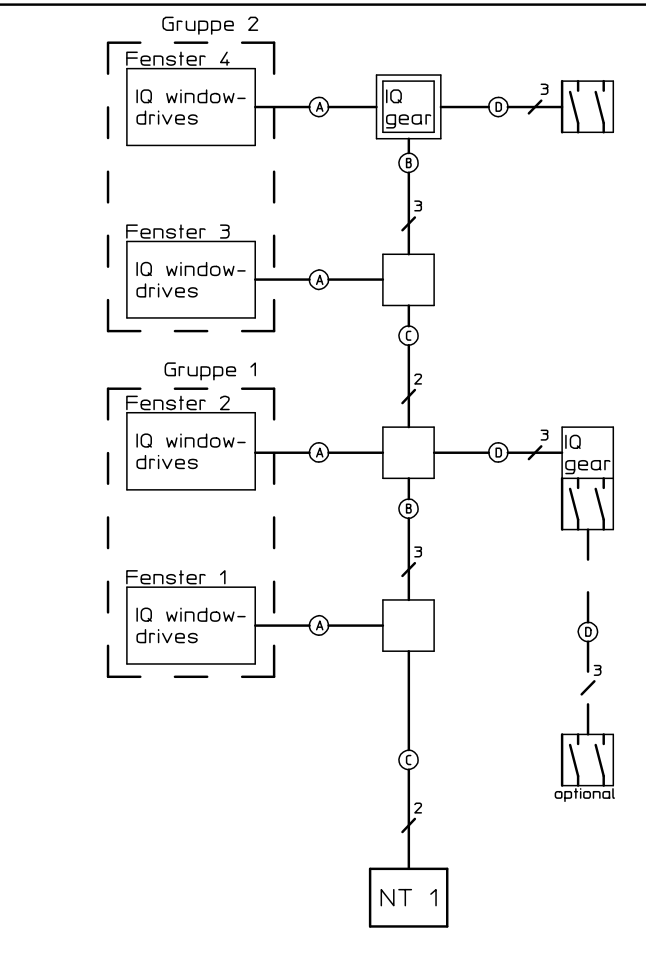 Gruppe 2
Fenster 4
IQ window-
drives
A
IQ
gear
D
3
B
3
Fenster 3
IQ window-
drives
A
C
2
Gruppe 1
Fenster 2
IQ window-
drives
A
D
3
IQ
gear
B
3
Fenster 1
IQ window-
drives
A
D
3
C
optional
2
NT 1